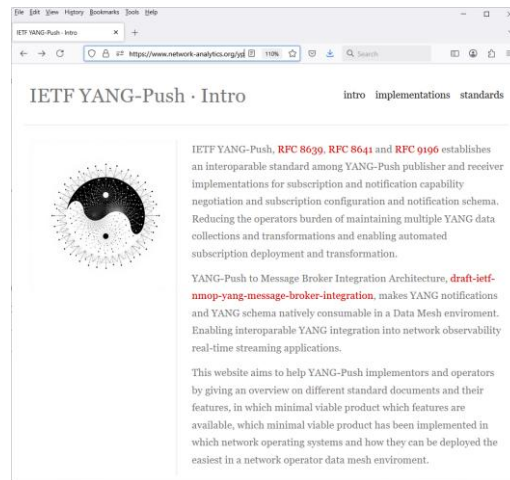 File Edit View History Bookmarks Tools Help
IETF YANG-Push - Intro
https://www.network-analytics.org/yp
110%
Search
IETF YANG-Push · Intro
intro implementations standards
IETF YANG-Push, RFC 8639, RFC 8641 and RFC 9196 establishes
an interoparable standard among YANG-Push publisher and receiver
implementations for subscription and notification capability
negotiation and subscription configuration and notification schema.
Reducing the operators burden of maintaining multiple YANG data
collections and transformations and enabling automated
subscription deployment and transformation.
YANG-Push to Message Broker Integration Architecture, draft-ietf-
nmop-yang-message-broker-integration, makes YANG notifications
and YANG schema natively consumable in a Data Mesh enviroment.
Enabling interoparable YANG integration into network observability
real-time streaming applications.
This website aims to help YANG-Push implementors and operators
by giving an overview on different standard documents and their
features, in which minimal viable product which features are
available, which minimal viable product has been implemented in
which network operating systems and how they can be deployed the
easiest in a network operator data mesh enviroment.